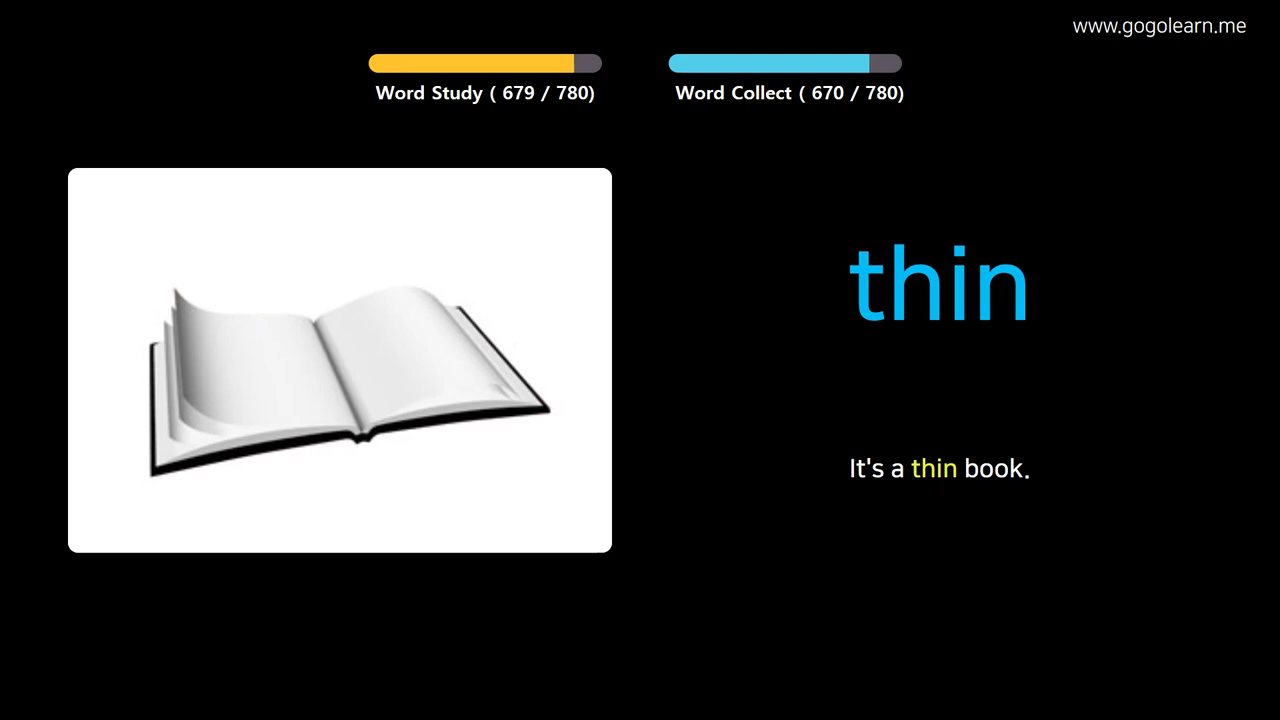 www.gogolearn.me
Word Study ( 679 / 780)
Word Collect ( 670 / 780)
thin
It's a thin book.